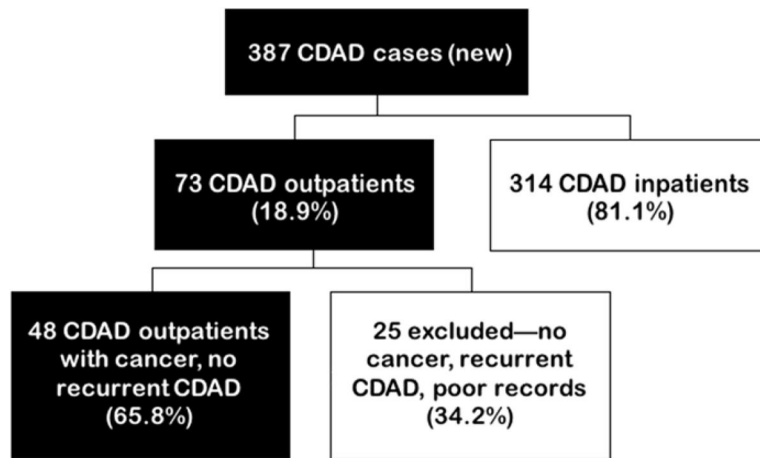 387 CDAD cases (new)
73 CDAD outpatients
(18.9%)
314 CDAD inpatients
(81.1%)
48 CDAD outpatients
with cancer, no
recurrent CDAD
(65.8%)
25 excluded—no
cancer, recurrent
CDAD, poor records
(34.2%)